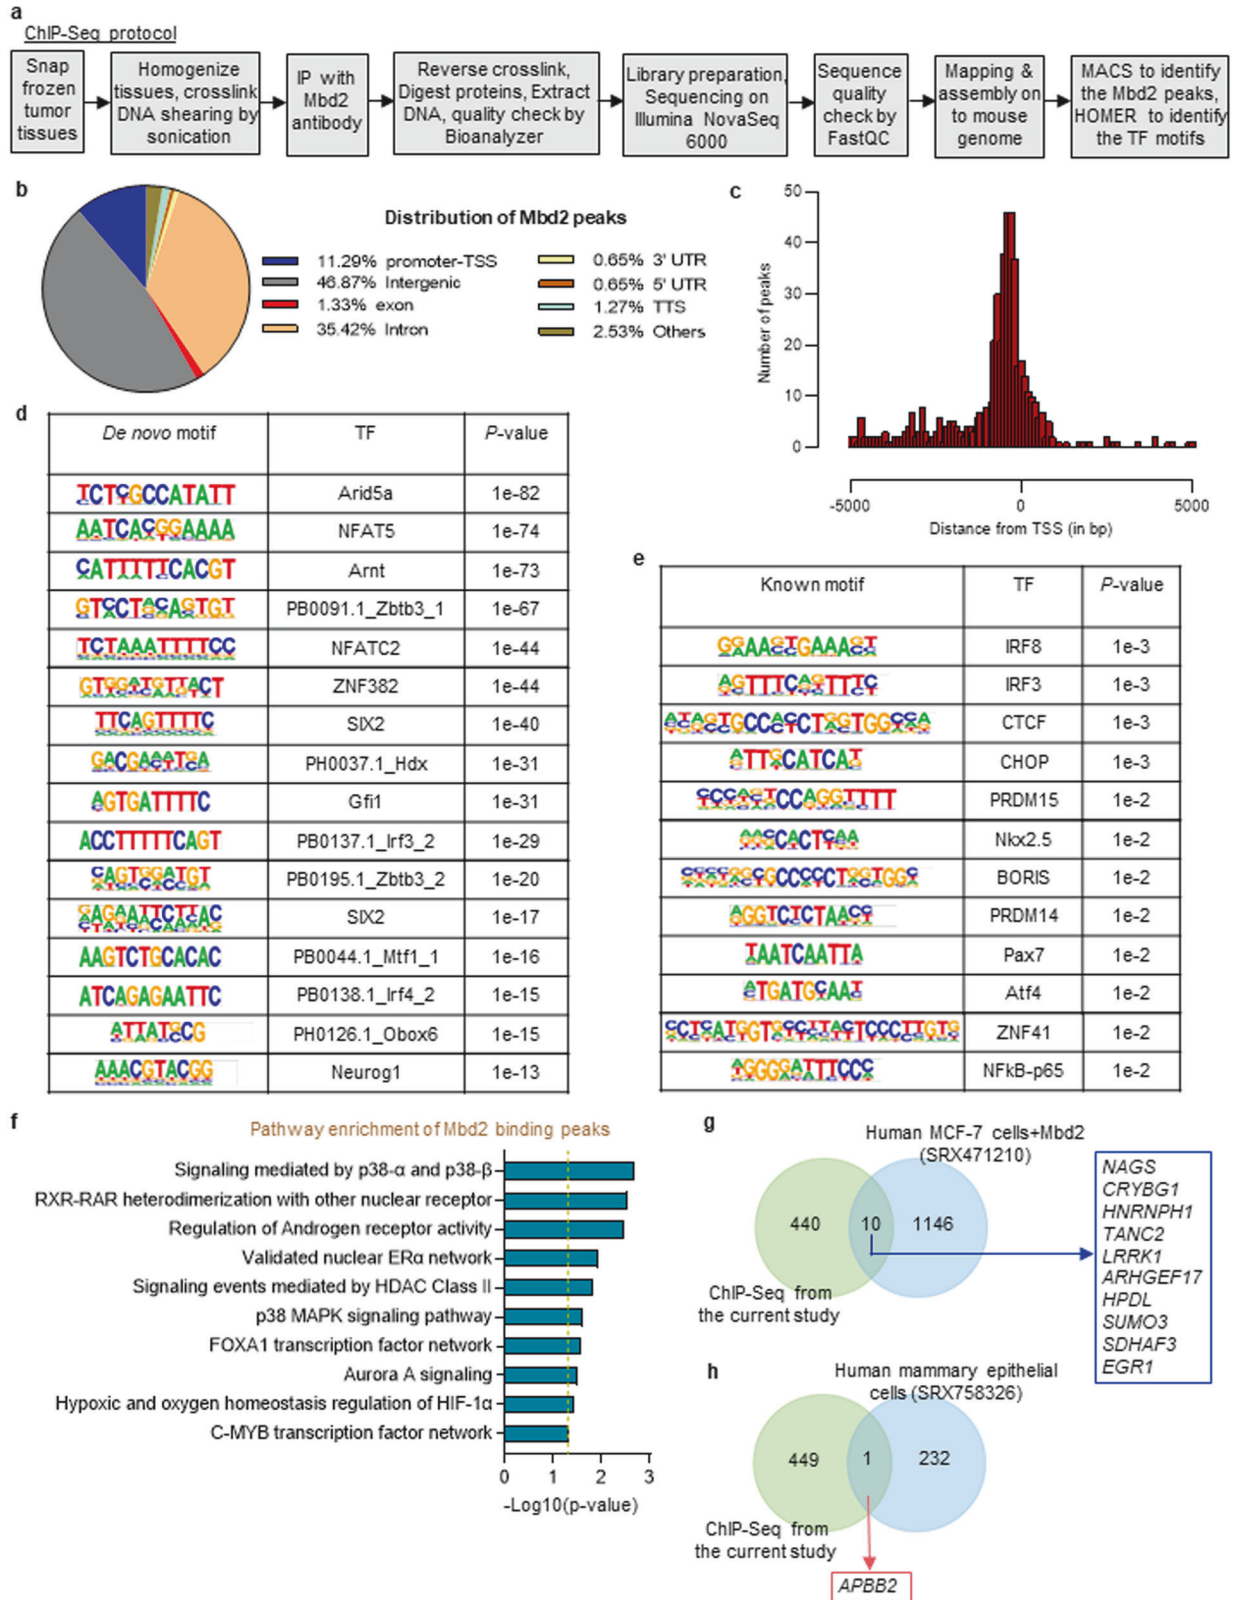 a
ChIP-Seq protocol
Snap
frozen
tumor
tissues
Homogenize
tissues, crosslink
DNA shearing by
sonication
IP with
Mbd2
antibody
Reverse crosslink,
Digest proteins, Extract
DNA, quality check by
Bioanalyzer
Library preparation,
Sequencing on
Illumina NovaSeq
6000
Sequence
quality
check by
FastQC
Mapping &
assembly on
to mouse
genome
MACS to identify
the Mbd2 peaks,
HOMER to identify
the TF motifs
b
Distribution of Mbd2 peaks
11.29% promoter-TSS
46.87% Intergenic
1.33% exon
35.42% Intron
0.65% 3' UTR
0.65% 5' UTR
1.27% TTS
2.53% Others
c
Number of peaks
50
40
30
20
10
0
-5000 0 5000
Distance from TSS (in bp)
d
De novo motif TF P-value
Arid5a 1e-82
NFAT5 1e-74
Arnt 1e-73
PB0091.1_Zbtb3_1 1e-67
NFATC2 1e-44
ZNF382 1e-44
TTCAGTTTTC SIX2 1e-40
PH0037.1_Hdx 1e-31
AGTGATTTTC Gfi1 1e-31
ACCTTTTTCAGT PB0137.1_Irf3_2 1e-29
PB0195.1_Zbtb3_2 1e-20
SIX2 1e-17
AAGTCTGCACAC PB0044.1_Mtf1_1 1e-16
ATCAGAGAATTC PB0138.1_Irf4_2 1e-15
PH0126.1_Obox6 1e-15
AAACGTACGG Neurog1 1e-13
e
Known motif TF P-value
IRF8 1e-3
IRF3 1e-3
CTCF 1e-3
CHOP 1e-3
PRDM15 1e-2
Nkx2.5 1e-2
BORIS 1e-2
PRDM14 1e-2
TAATCAATTA Pax7 1e-2
Atf4 1e-2
ZNF41 1e-2
NFkB-p65 1e-2
f
Pathway enrichment of Mbd2 binding peaks
Signaling mediated by p38-α and p38-β
RXR-RAR heterodimerization with other nuclear receptor
Regulation of Androgen receptor activity
Validated nuclear ERα network
Signaling events mediated by HDAC Class II
p38 MAPK signaling pathway
FOXA1 transcription factor network
Aurora A signaling
Hypoxic and oxygen homeostasis regulation of HIF-1α
C-MYB transcription factor network
0 1 2 3
-Log10(p-value)
g
Human MCF-7 cells+Mbd2
(SRX471210)
440 10 1146
ChIP-Seq from
the current study
NAGS
CRYBG1
HNRNPH1
TANC2
LRRK1
ARHGEF17
HPDL
SUMO3
SDHAF3
EGR1
h
Human mammary epithelial
cells (SRX758326)
449 1 232
ChIP-Seq from
the current study
APBB2